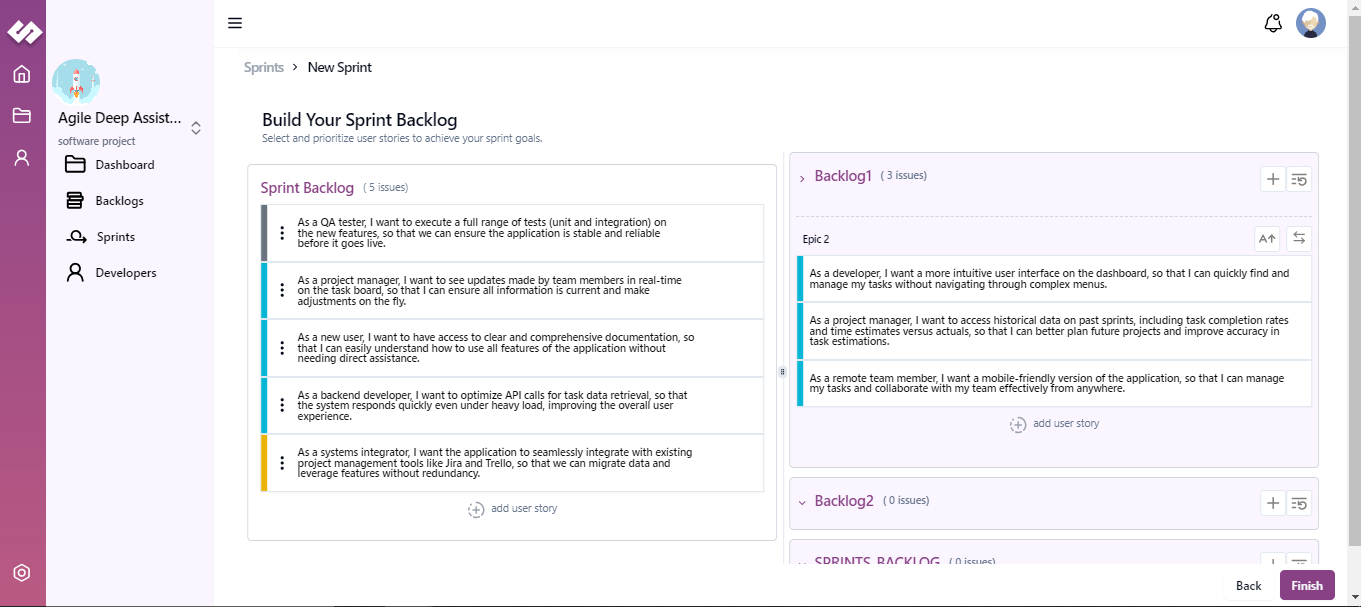 Sprints > New Sprint
Agile Deep Assist...
software project
Dashboard
Backlogs
Sprints
Developers
Build Your Sprint Backlog
Select and prioritize user stories to achieve your sprint goals.
Sprint Backlog ( 5 issues)
As a QA tester, I want to execute a full range of tests (unit and integration) on
the new features, so that we can ensure the application is stable and reliable
before it goes live.
As a project manager, I want to see updates made by team members in real-time
on the task board, so that I can ensure all information is current and make
adjustments on the fly.
As a new user, I want to have access to clear and comprehensive documentation, so
that I can easily understand how to use all features of the application without
needing direct assistance.
As a backend developer, I want to optimize API calls for task data retrieval, so that
the system responds quickly even under heavy load, improving the overall user
experience.
As a systems integrator, I want the application to seamlessly integrate with existing
project management tools like Jira and Trello, so that we can migrate data and
leverage features without redundancy.
add user story
Backlog1 ( 3 issues)
Epic 2
A
As a developer, I want a more intuitive user interface on the dashboard, so that I can quickly find and
manage my tasks without navigating through complex menus.
As a project manager, I want to access historical data on past sprints, including task completion rates
and time estimates versus actuals, so that I can better plan future projects and improve accuracy in
task estimations.
As a remote team member, I want a mobile-friendly version of the application, so that I can manage
my tasks and collaborate with my team effectively from anywhere.
add user story
Backlog2 ( 0 issues)
SPRINTS_BACKLOG ( 0 issues)
Back
Finish